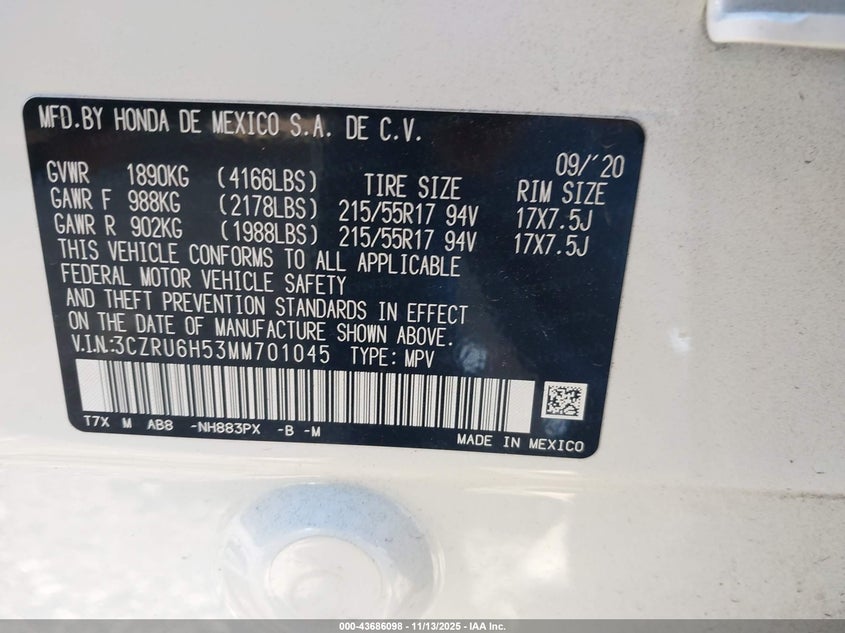 MFD.BY HONDA DE MEXICO S.A. DE C.V.
09/'20
GVWR 1890KG (4166LBS) TIRE SIZE RIM SIZE
GAWR F 988KG (2178LBS) 215/55R17 94V 17X7.5J
GAWR R 902KG (1988LBS) 215/55R17 94V 17X7.5J
THIS VEHICLE CONFORMS TO ALL APPLICABLE
FEDERAL MOTOR VEHICLE SAFETY
AND THEFT PREVENTION STANDARDS IN EFFECT
ON THE DATE OF MANUFACTURE SHOWN ABOVE.
V.I.N.:3CZRU6H53MM701045 TYPE: MPV
T7X M AB8 -NH883PX -B -M
MADE IN MEXICO
000-43686098 | 11/13/2025 - IAA Inc.